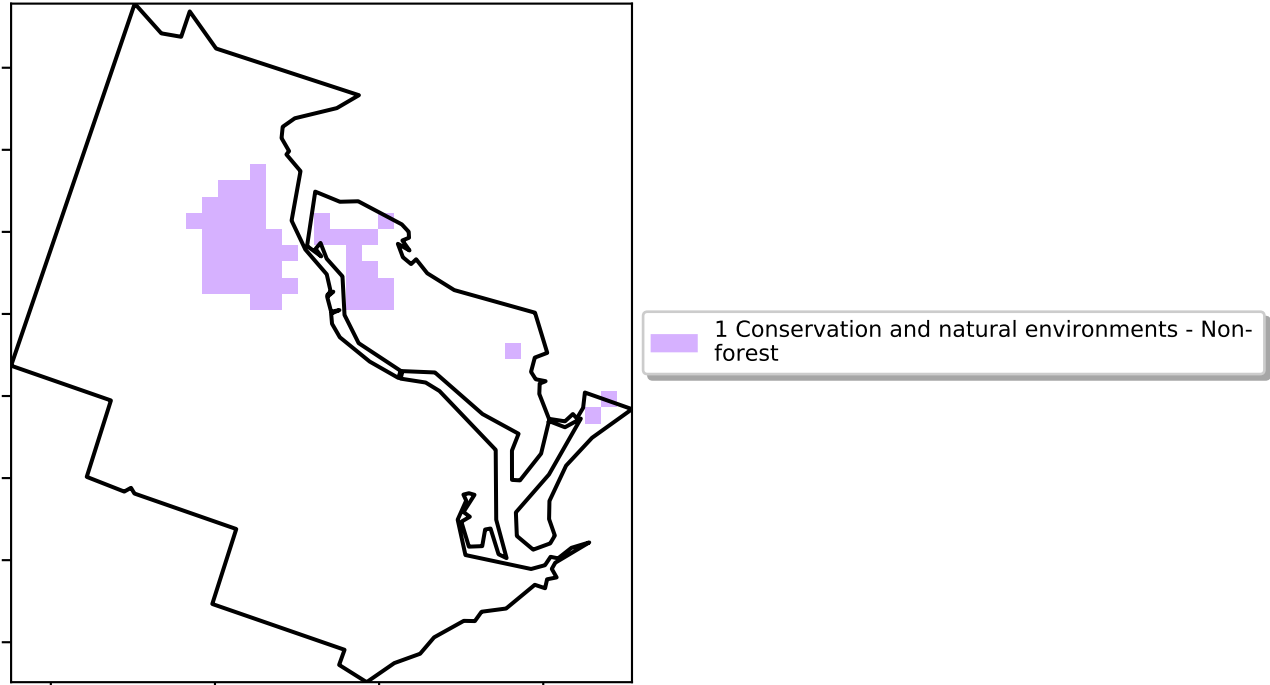 1 Conservation and natural environments - Non-
forest